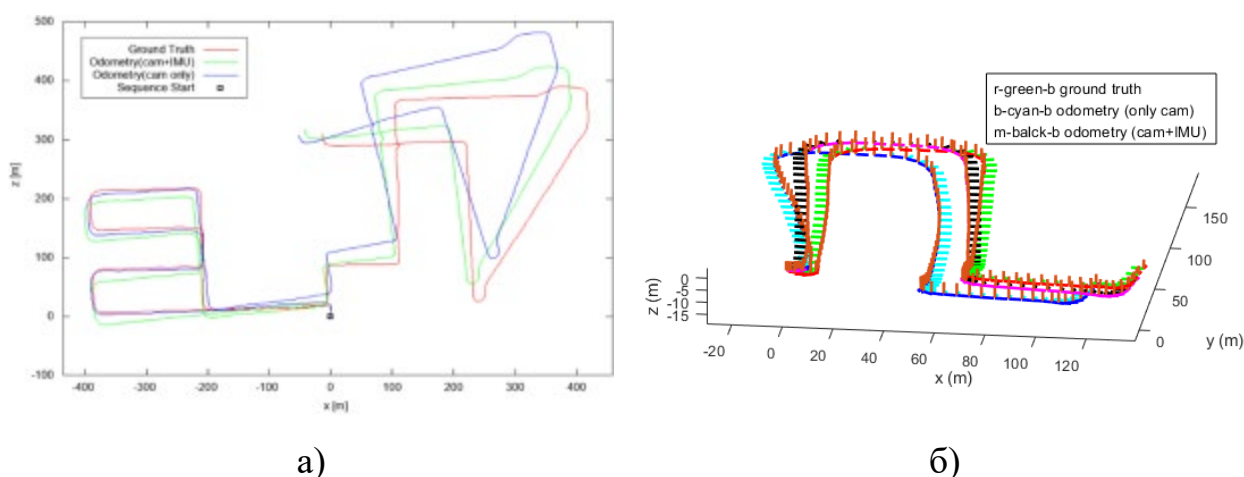 500
400
300
200
100
0
-100
z [m]
-400
-300
-200
-100
0
100
200
300
400
x [m]
Ground Truth
Odometry(cam+IMU)
Odometry(cam only)
Sequence Start
r-green-b ground truth
b-cyan-b odometry (only cam)
m-balck-b odometry (cam+IMU)
0
-5
-10
-15
z (m)
-20
0
20
40
60
80
100
120
x (m)
0
50
100
150
y (m)
а)
б)